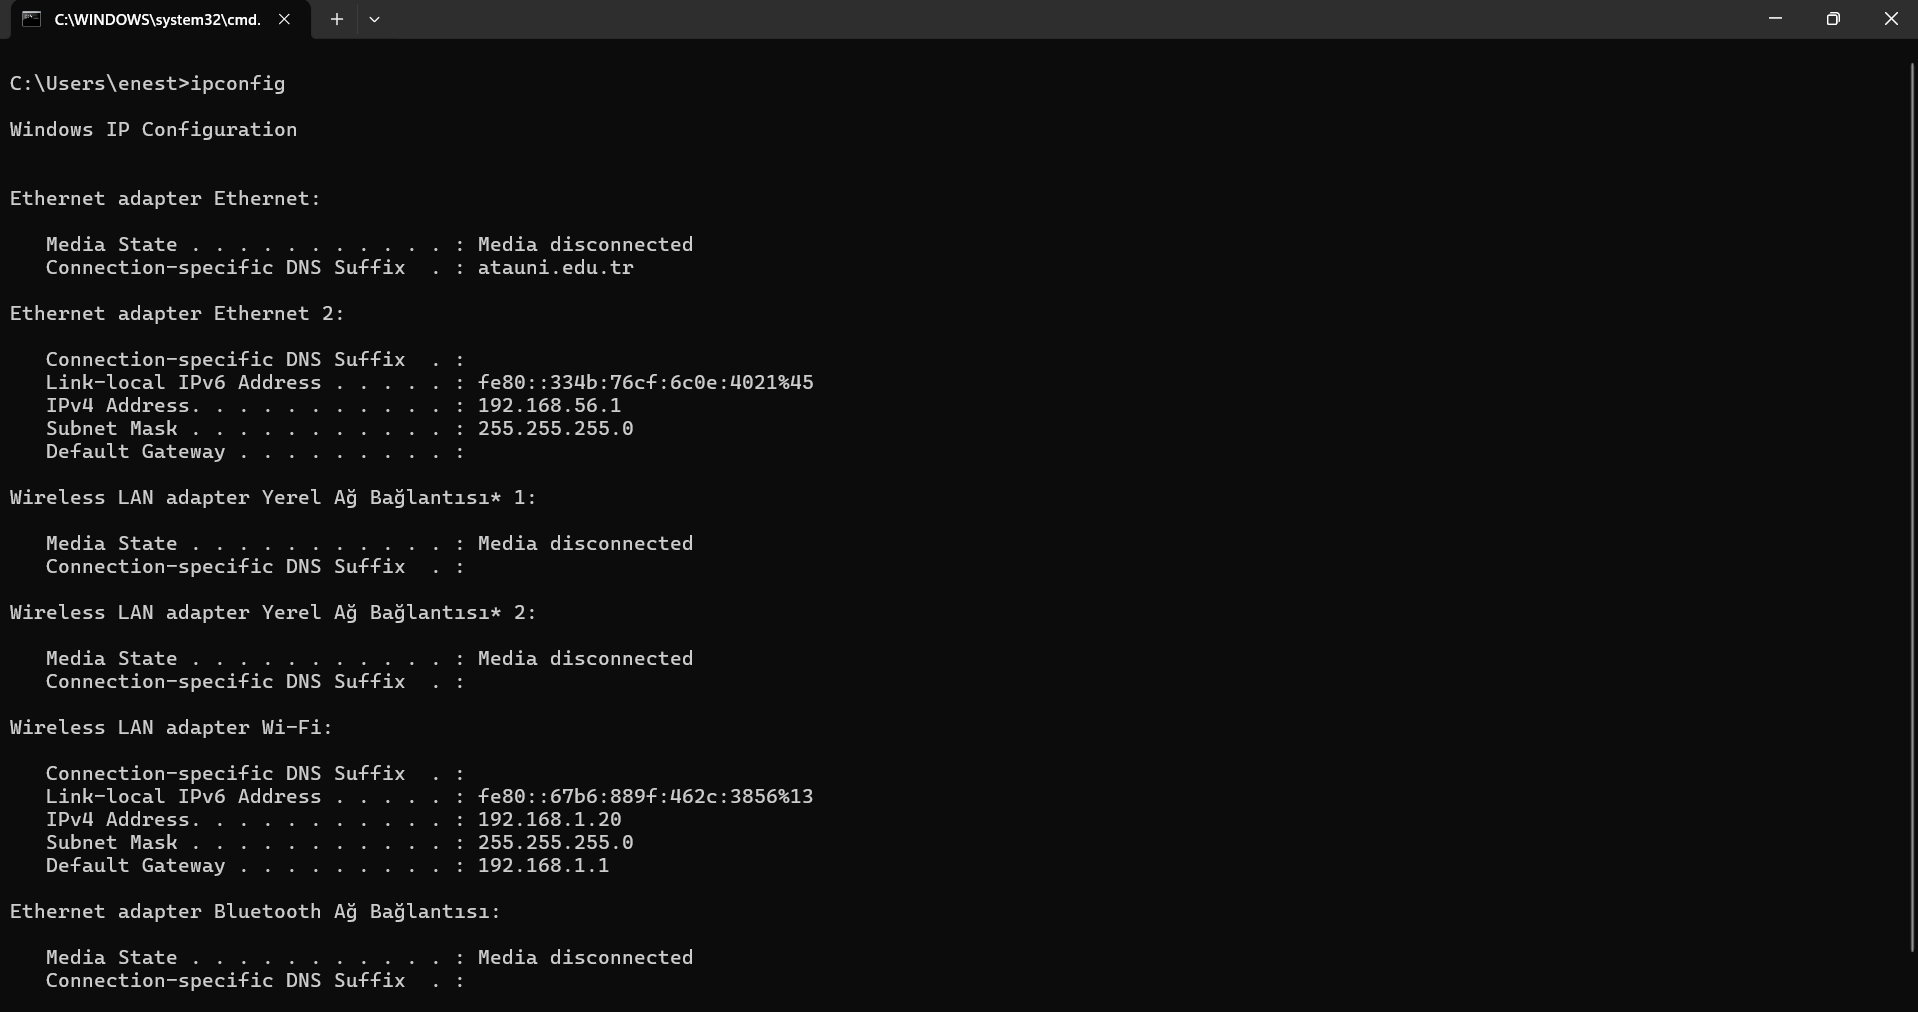 C:\WINDOWS\system32\cmd.
C:\Users\enest>ipconfig
Windows IP Configuration
Ethernet adapter Ethernet:
Media State . . . . . . . . . . . : Media disconnected
Connection-specific DNS Suffix  . : atauni.edu.tr
Ethernet adapter Ethernet 2:
Connection-specific DNS Suffix  . :
Link-local IPv6 Address . . . . . : fe80::334b:76cf:6c0e:4021%45
IPv4 Address. . . . . . . . . . . : 192.168.56.1
Subnet Mask . . . . . . . . . . . : 255.255.255.0
Default Gateway . . . . . . . . . :
Wireless LAN adapter Yerel Ağ Bağlantısı* 1:
Media State . . . . . . . . . . . : Media disconnected
Connection-specific DNS Suffix  . :
Wireless LAN adapter Yerel Ağ Bağlantısı* 2:
Media State . . . . . . . . . . . : Media disconnected
Connection-specific DNS Suffix  . :
Wireless LAN adapter Wi-Fi:
Connection-specific DNS Suffix  . :
Link-local IPv6 Address . . . . . : fe80::67b6:889f:462c:3856%13
IPv4 Address. . . . . . . . . . . : 192.168.1.20
Subnet Mask . . . . . . . . . . . : 255.255.255.0
Default Gateway . . . . . . . . . : 192.168.1.1
Ethernet adapter Bluetooth Ağ Bağlantısı:
Media State . . . . . . . . . . . : Media disconnected
Connection-specific DNS Suffix  . :